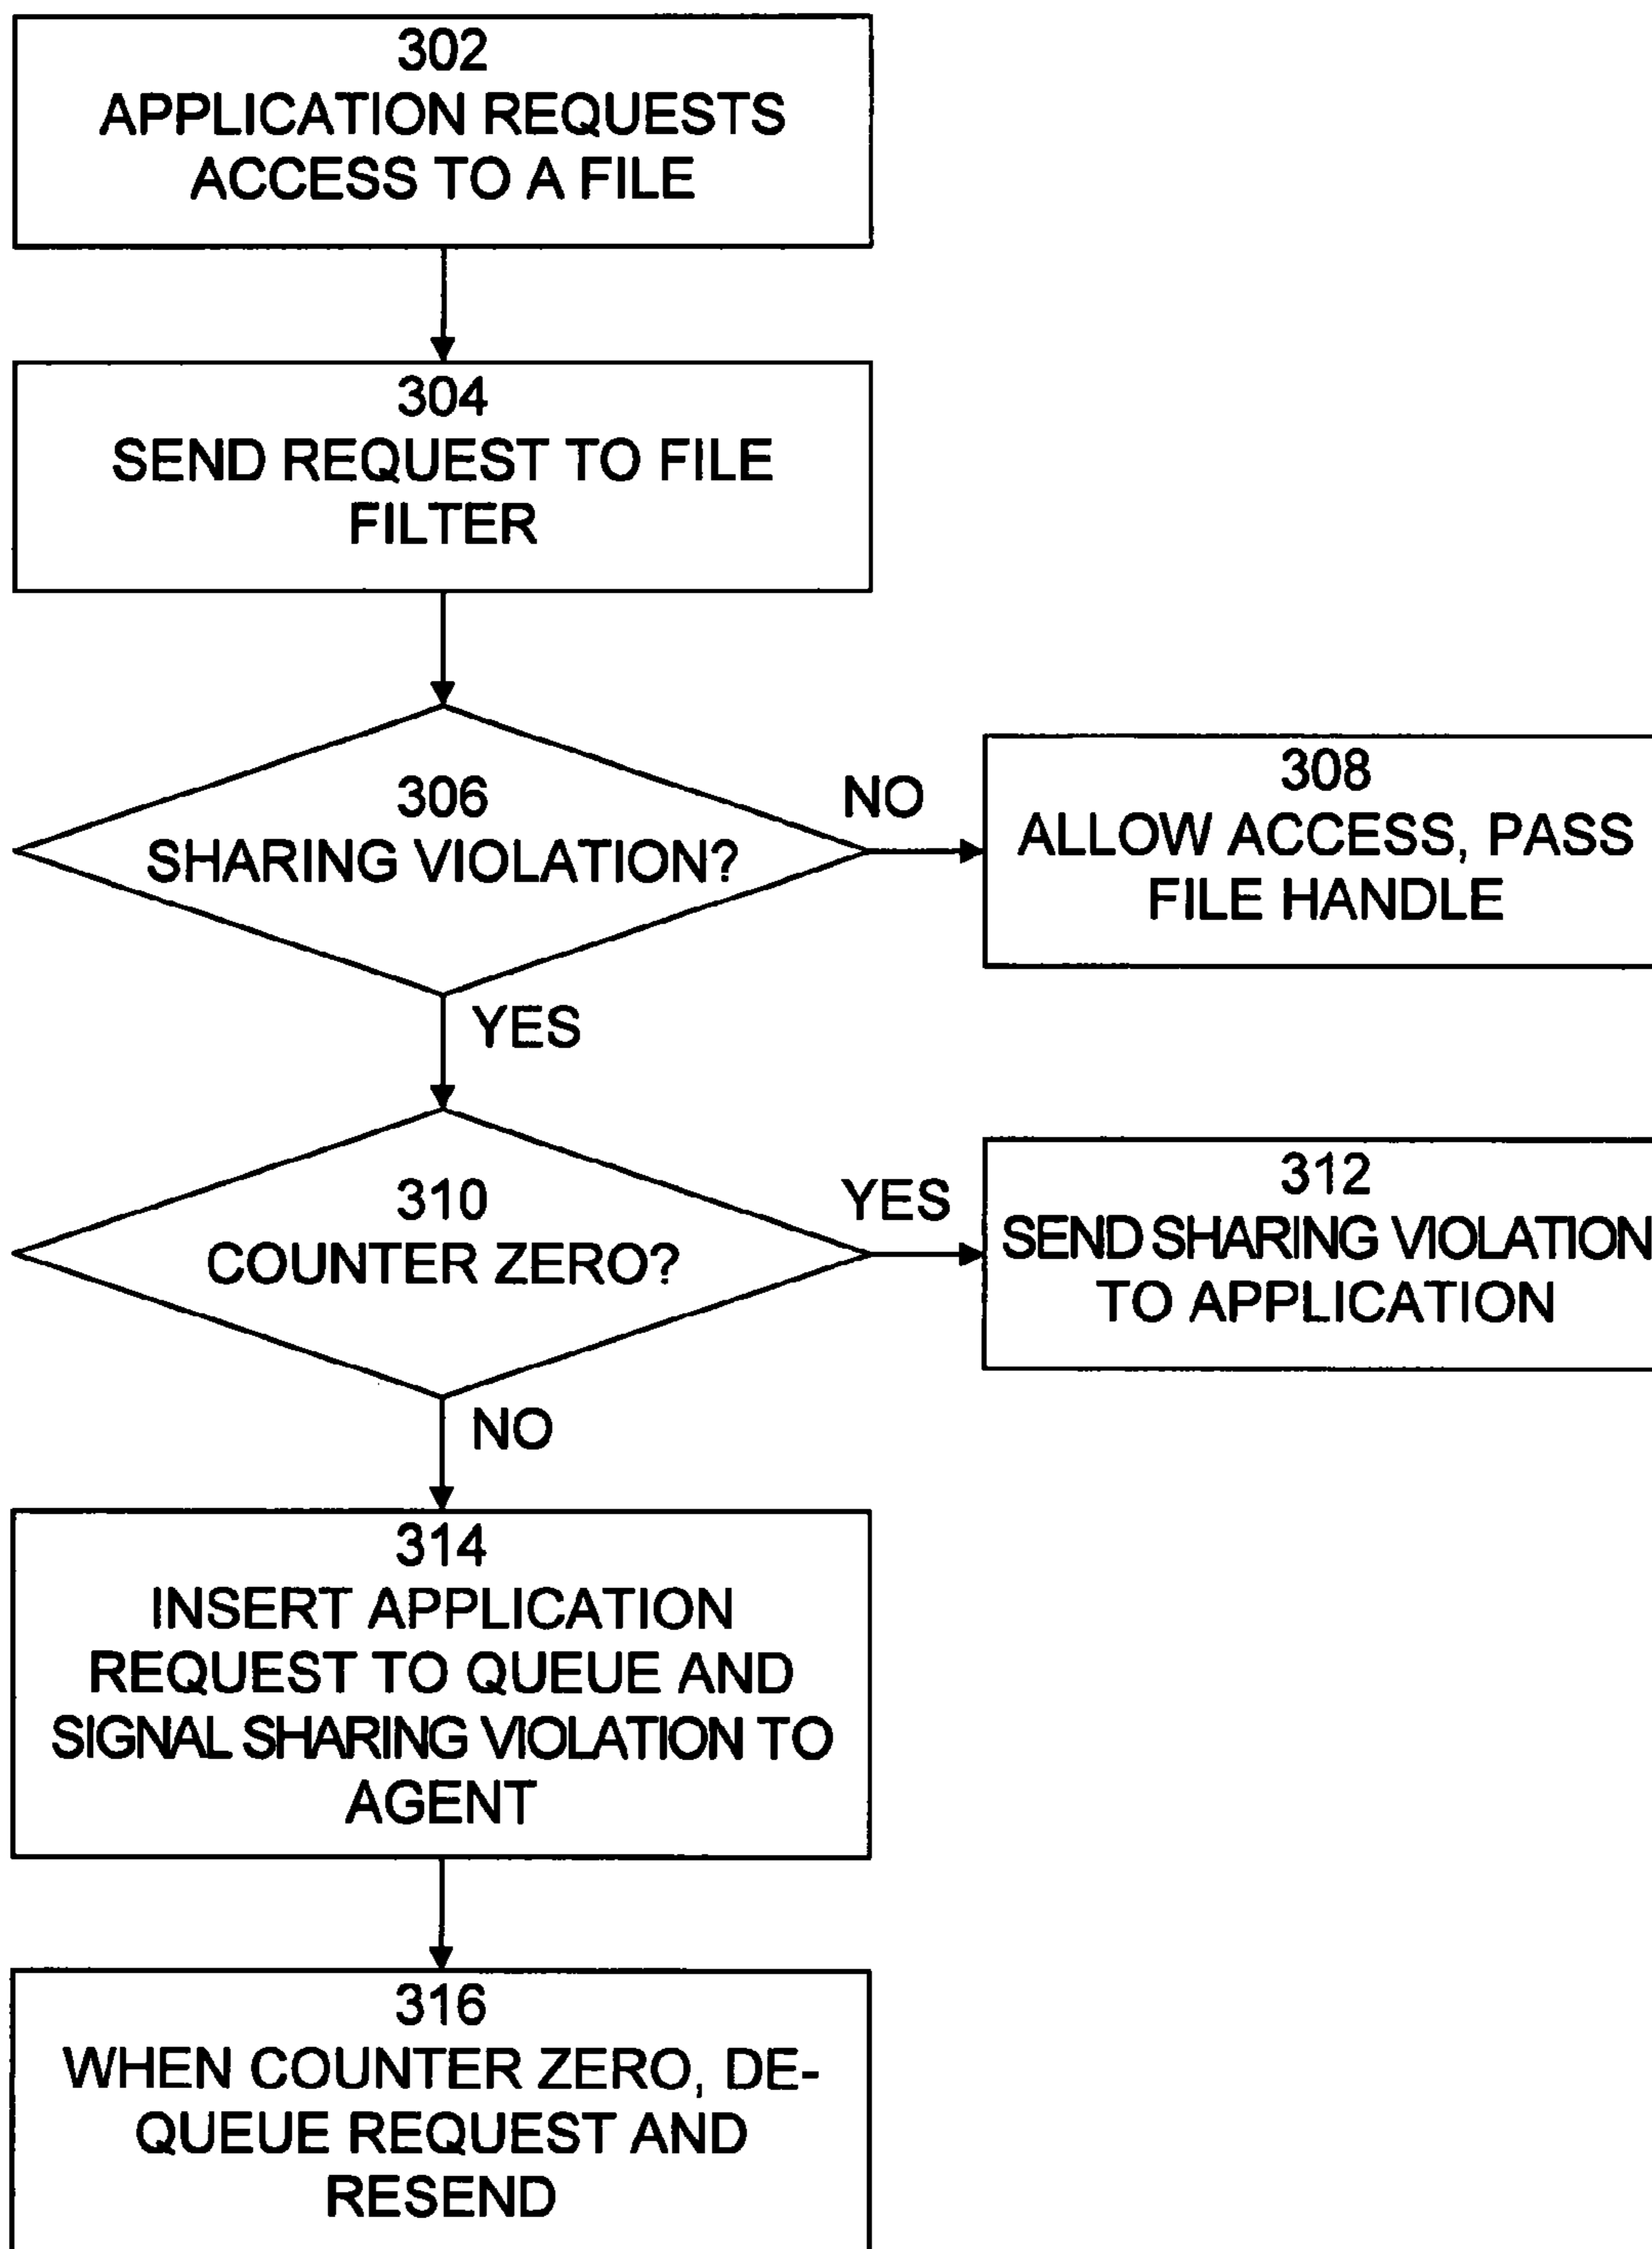 302
APPLICATION REQUESTS
ACCESS TO A FILE
304
SEND REQUEST TO FILE
FILTER
306
SHARING VIOLATION?
NO
308
ALLOW ACCESS, PASS
FILE HANDLE
YES
310
COUNTER ZERO?
YES
312
SEND SHARING VIOLATION
TO APPLICATION
NO
314
INSERT APPLICATION
REQUEST TO QUEUE AND
SIGNAL SHARING VIOLATION TO
AGENT
316
WHEN COUNTER ZERO, DE-
QUEUE REQUEST AND
RESEND